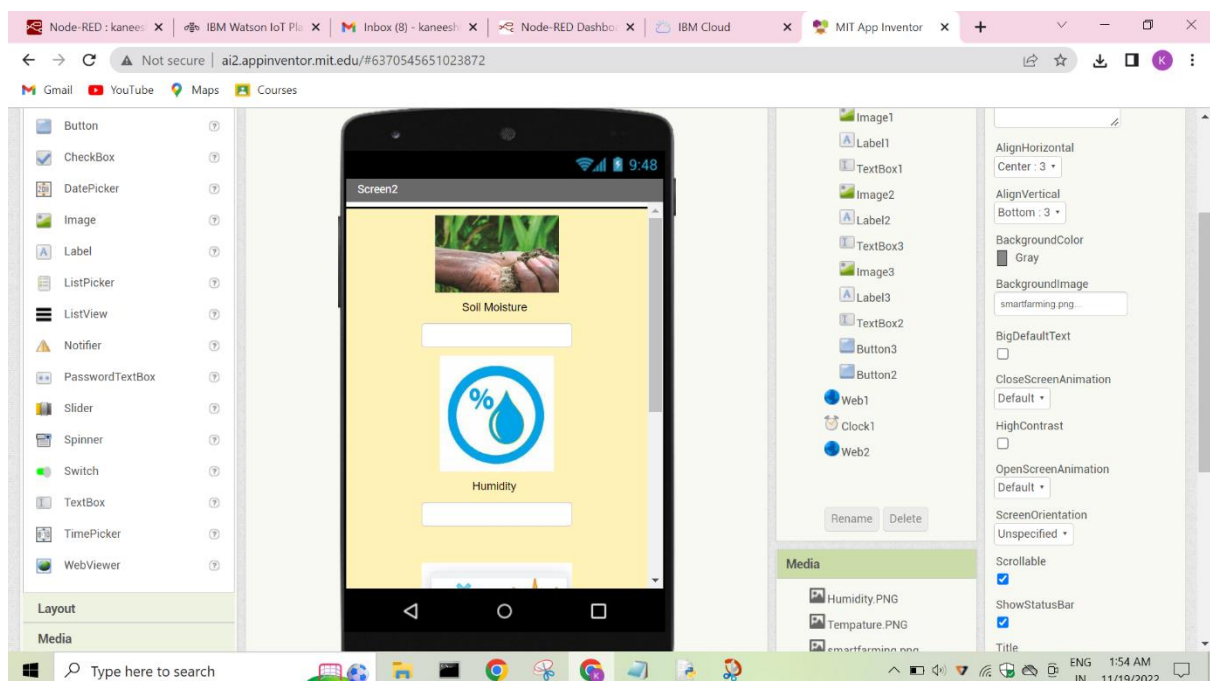 Node-RED : kanees
IBM Watson IoT Pla
Inbox (8) - kaneesh
Node-RED Dashbo
IBM Cloud
MIT App Inventor
Not secure | ai2.appinventor.mit.edu/#6370545651023872
K
Gmail
YouTube
Maps
Courses
Button
CheckBox
DatePicker
Image
Label
ListPicker
ListView
Notifier
PasswordTextBox
Slider
Spinner
Switch
TextBox
TimePicker
WebViewer
Layout
Media
9:48
Screen2
Soil Moisture
%
Humidity
Image1
Label1
TextBox1
Image2
Label2
TextBox3
Image3
Label3
TextBox2
Button3
Button2
Web1
Clock1
Web2
Rename Delete
Media
Humidity.PNG
Tempature.PNG
smartfarming.png
AlignHorizontal
Center : 3
AlignVertical
Bottom : 3
BackgroundColor
Gray
BackgroundImage
smartfarming.png...
BigDefaultText
CloseScreenAnimation
Default
HighContrast
OpenScreenAnimation
Default
ScreenOrientation
Unspecified
Scrollable
ShowStatusBar
Title
Type here to search
ENG
IN
1:54 AM
11/19/2022